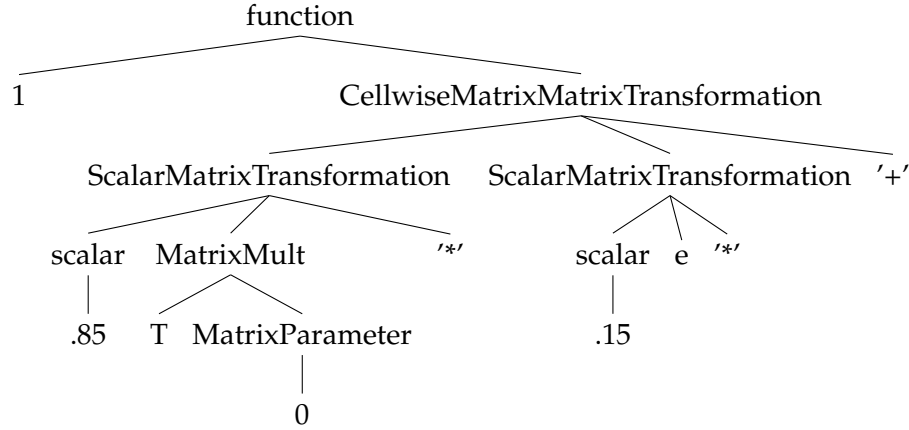 function
1 CellwiseMatrixMatrixTransformation
ScalarMatrixTransformation ScalarMatrixTransformation ’+’
scalar MatrixMult ’*’ scalar e ’*’
.85 T MatrixParameter .15
0